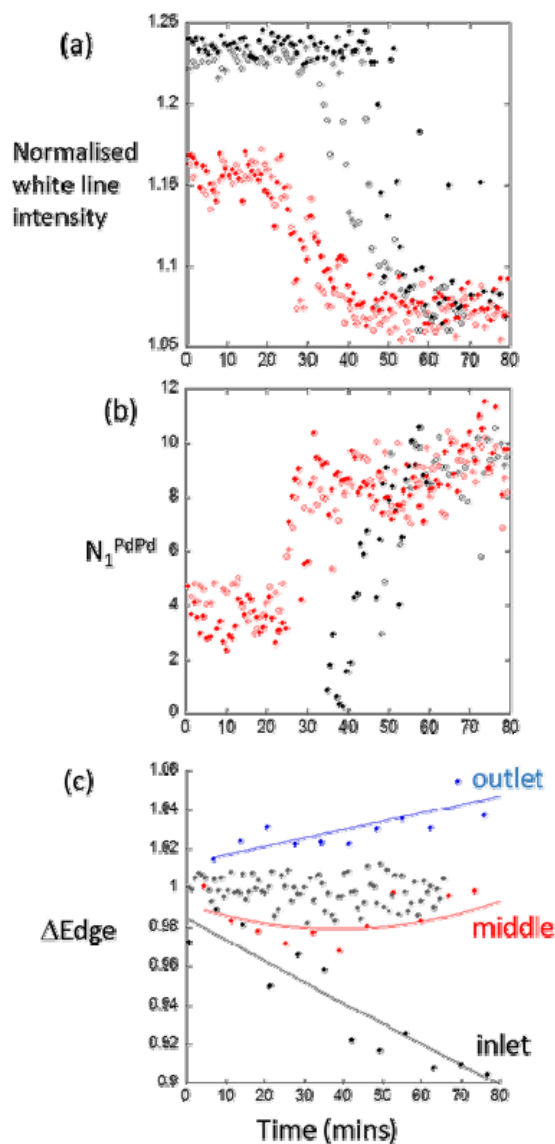 (a)
1.25
1.2
Normalised
white line
intensity
1.15
1.1
1.05
0 10 20 30 40 50 60 70 80
(b)
12
10
8
N₁ᴾᵈᴾᵈ
6
4
2
0
0 10 20 30 40 50 60 70 80
(c)
1.06
outlet
1.04
1.02
1
ΔEdge
0.98
middle
0.96
0.94
0.92
inlet
0.9
0 10 20 30 40 50 60 70 80
Time (mins)